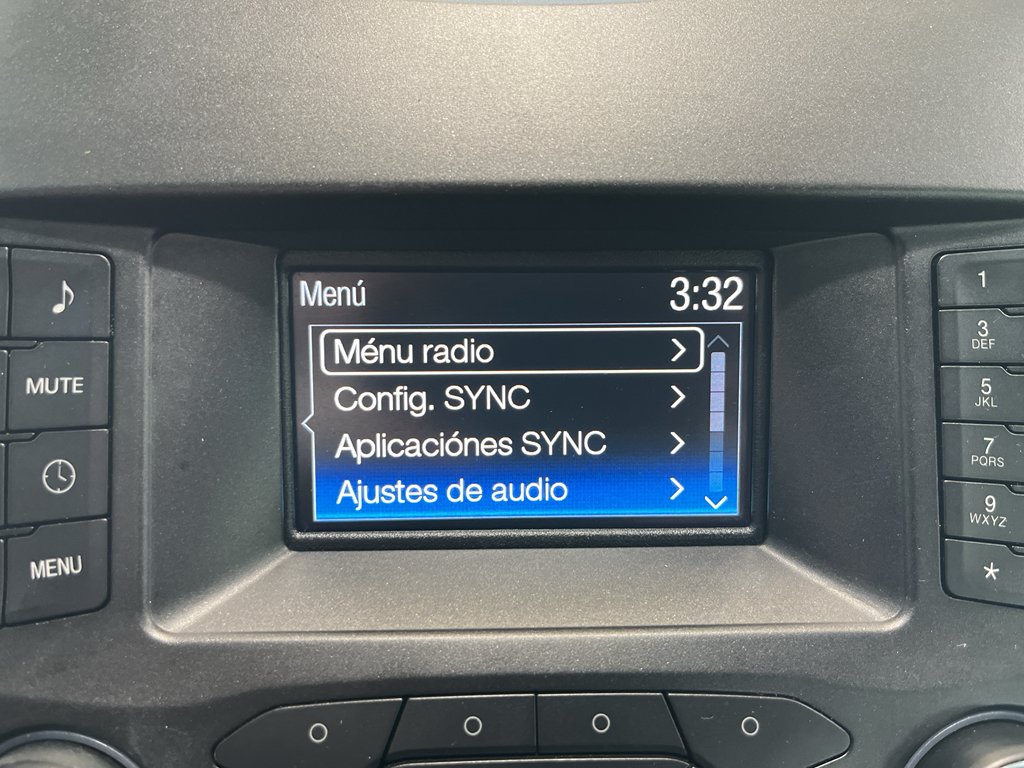 Menú 3:32
Ménu radio
Config. SYNC
Aplicaciónes SYNC
Ajustes de audio
MUTE
MENU
1
3
DEF
5
JKL
7
PQRS
9
WXYZ
*